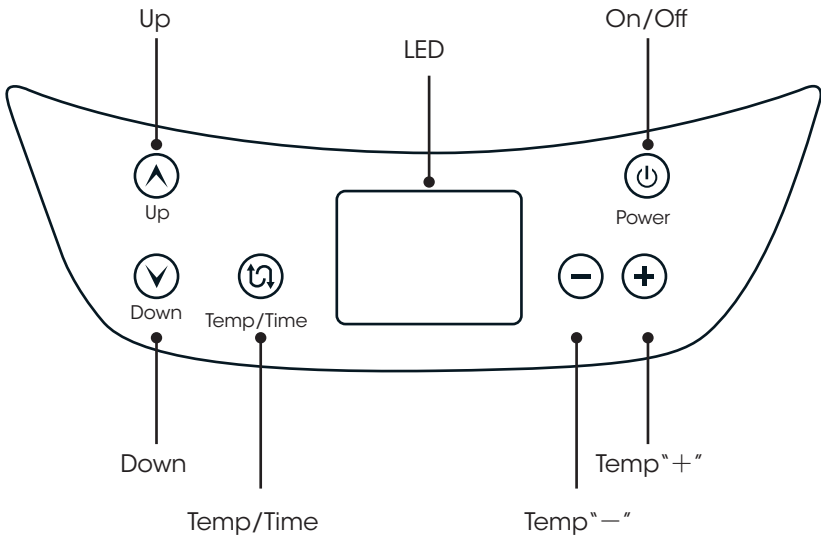 Up
On/Off
LED
Up
Power
Down
Temp/Time
Down
Temp“+”
Temp/Time
Temp“−”